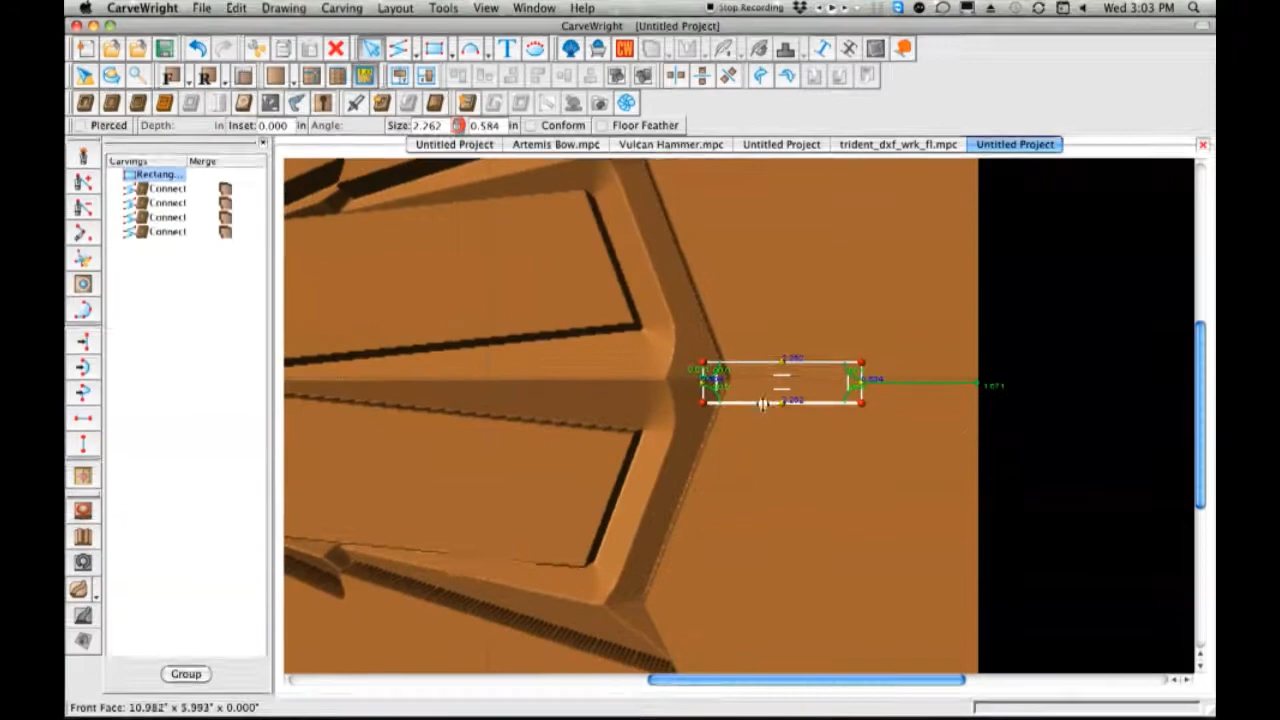 CarveWright File Edit Drawing Carving Layout Tools View Window Help Stop Recording Wed 3:03 PM
CarveWright - [Untitled Project]
Pierced Depth: in Inset: 0.000 in Angle: Size: 2.262 0.584 in Conform Floor Feather
Untitled Project Artemis Bow.mpc Vulcan Hammer.mpc Untitled Project trident_dxf_wrk_fl.mpc Untitled Project
Carvings Merge
Rectang...
Connect
Connect
Connect
Connect
Group
Front Face: 10.982" x 5.993" x 0.000"